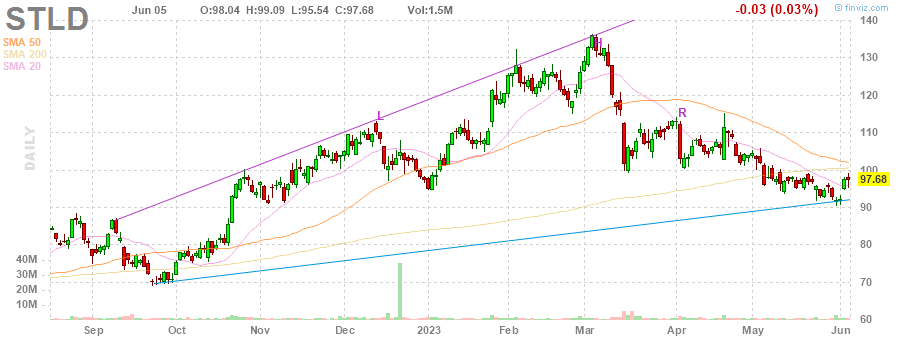 STLD Jun 05 O:98.04 H:99.09 L:95.54 C:97.68 Vol:1.5M -0.03 (0.03%) © finviz.com
SMA 50
SMA 200
SMA 20
DAILY
140
130
120
110
100
97.68
90
80
70
60
40M
30M
20M
10M
L
H
R
Sep Oct Nov Dec 2023 Feb Mar Apr May Jun